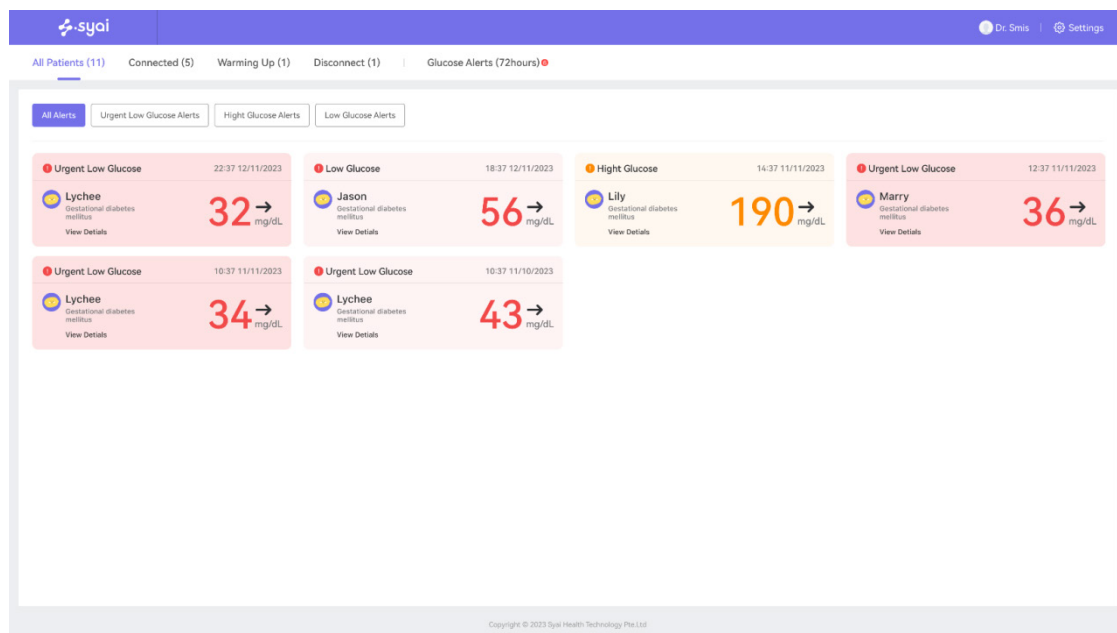 syai
Dr. Smis | Settings
All Patients (11) Connected (5) Warming Up (1) Disconnect (1) | Glucose Alerts (72hours)
All Alerts Urgent Low Glucose Alerts Hight Glucose Alerts Low Glucose Alerts
Urgent Low Glucose 22:37 12/11/2023
Lychee
Gestational diabetes
mellitus
View Detials
32 mg/dL
Low Glucose 18:37 12/11/2023
Jason
Gestational diabetes
mellitus
View Detials
56 mg/dL
Hight Glucose 14:37 11/11/2023
Lily
Gestational diabetes
mellitus
View Detials
190 mg/dL
Urgent Low Glucose 12:37 11/11/2023
Marry
Gestational diabetes
mellitus
View Detials
36 mg/dL
Urgent Low Glucose 10:37 11/11/2023
Lychee
Gestational diabetes
mellitus
View Detials
34 mg/dL
Urgent Low Glucose 10:37 11/10/2023
Lychee
Gestational diabetes
mellitus
View Detials
43 mg/dL
Copyright © 2023 Syai Health Technology Pte.Ltd